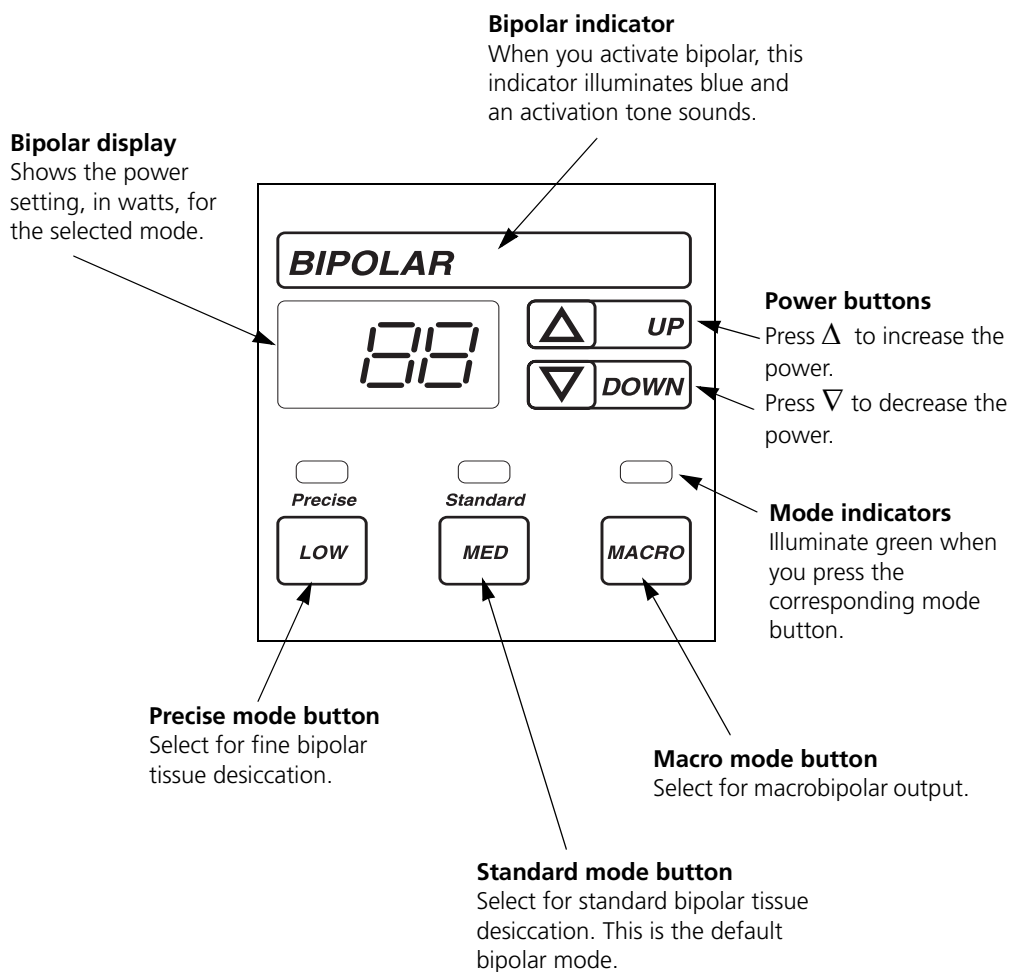 Bipolar indicator
When you activate bipolar, this
indicator illuminates blue and
an activation tone sounds.
Bipolar display
Shows the power
setting, in watts, for
the selected mode.
BIPOLAR
88
UP
DOWN
Power buttons
Press Δ to increase the
power.
Press ∇ to decrease the
power.
Precise
Standard
LOW
MED
MACRO
Mode indicators
Illuminate green when
you press the
corresponding mode
button.
Precise mode button
Select for fine bipolar
tissue desiccation.
Macro mode button
Select for macrobipolar output.
Standard mode button
Select for standard bipolar tissue
desiccation. This is the default
bipolar mode.